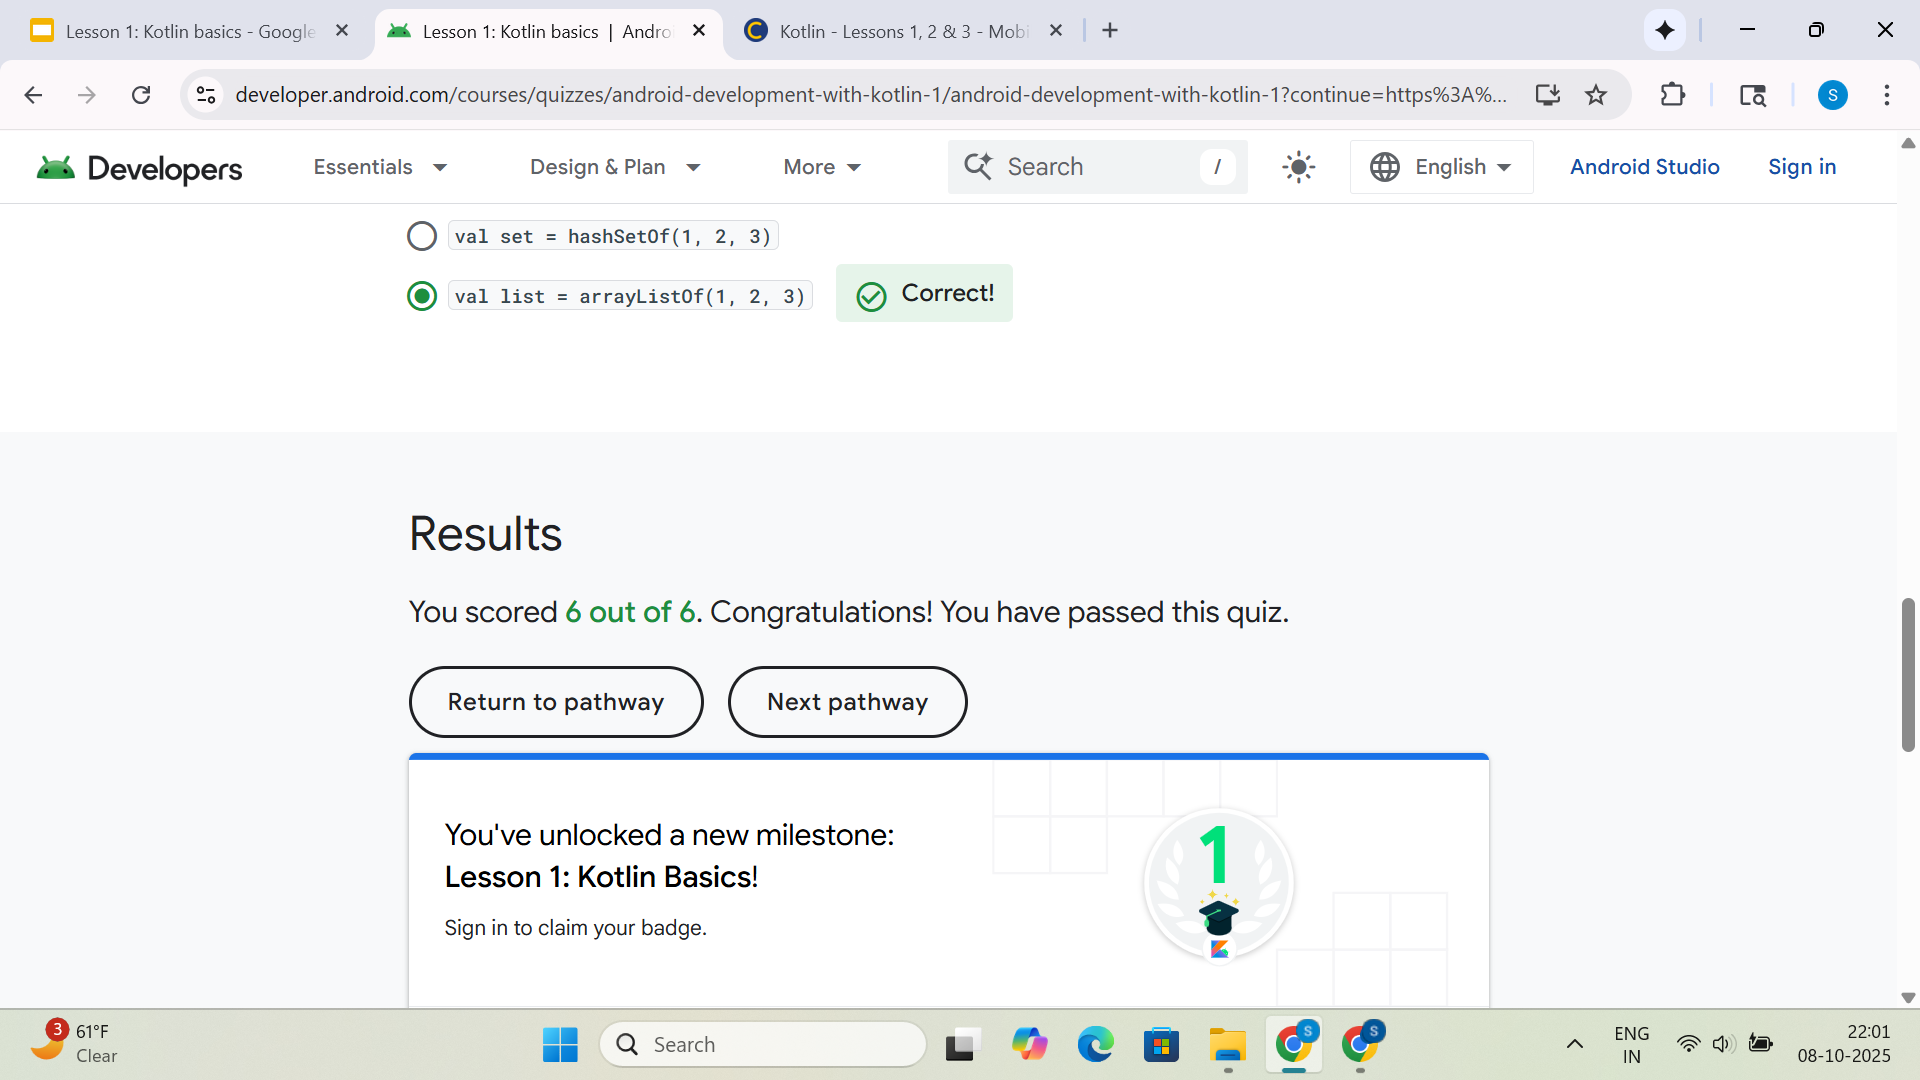 Lesson 1: Kotlin basics - Google
Lesson 1: Kotlin basics | Andro
Kotlin - Lessons 1, 2 & 3 - Mobi
developer.android.com/courses/quizzes/android-development-with-kotlin-1/android-development-with-kotlin-1?continue=https%3A%...
S
Developers
Essentials
Design & Plan
More
Search
/
English
Android Studio
Sign in
val set = hashSetOf(1, 2, 3)
val list = arrayListOf(1, 2, 3)
Correct!
Results
You scored 6 out of 6. Congratulations! You have passed this quiz.
Return to pathway
Next pathway
You've unlocked a new milestone:
Lesson 1: Kotlin Basics!
Sign in to claim your badge.
1
3
61°F
Clear
Search
S
S
ENG
IN
22:01
08-10-2025